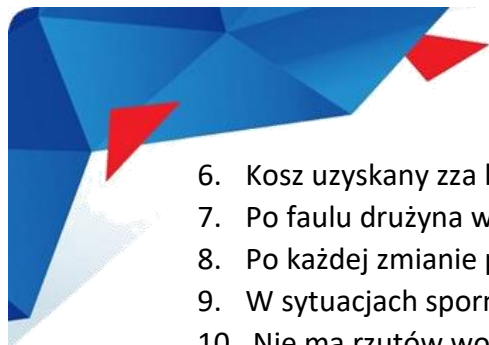 6. Kosz uzyskany zza
7. Po faulu drużyna
8. Po każdej zmianie
9. W sytuacjach
10. Nie ma rzutów